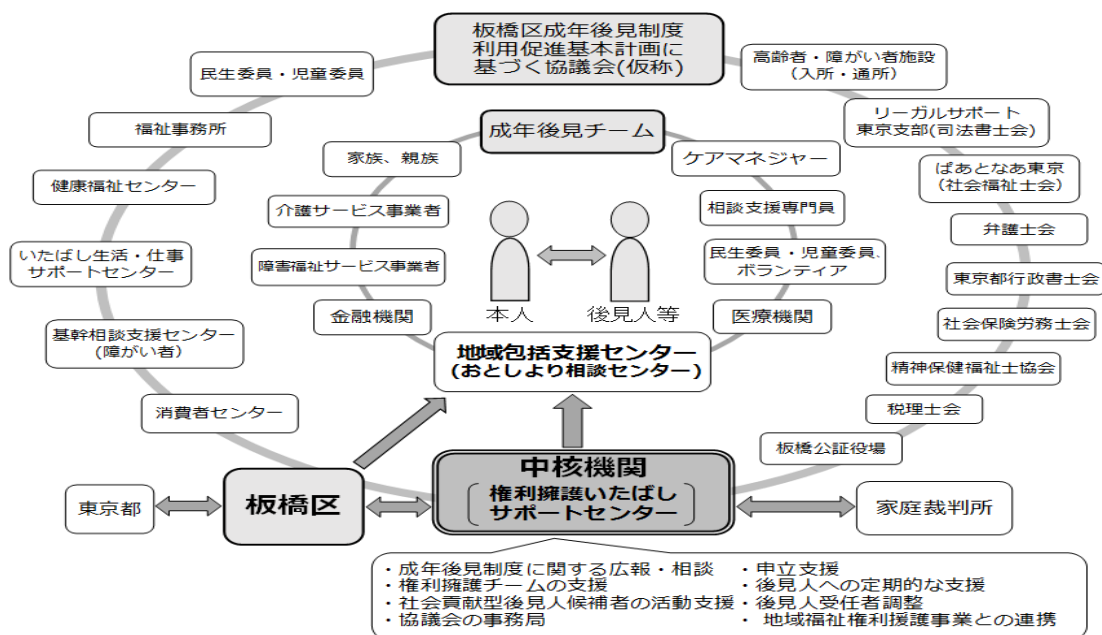 板橋区成年後見制度
利用促進基本計画に
基づく協議会(仮称)
民生委員・児童委員
高齢者・障がい者施設
(入所・通所)
福祉事務所
成年後見チーム
リーガルサポート
東京支部(司法書士会)
家族、親族
ケアマネジャー
健康福祉センター
ぱあとなあ東京
(社会福祉士会)
介護サービス事業者
相談支援専門員
弁護士会
いたばし生活・仕事
サポートセンター
障害福祉サービス事業者
民生委員・児童委員、
ボランティア
東京都行政書士会
金融機関
本人
後見人等
医療機関
社会保険労務士会
基幹相談支援センター
(障がい者)
地域包括支援センター
(おとしより相談センター)
精神保健福祉士協会
消費者センター
税理士会
板橋公証役場
東京都
板橋区
中核機関
権利擁護いたばし
サポートセンター
家庭裁判所
・成年後見制度に関する広報・相談
・権利擁護チームの支援
・社会貢献型後見人候補者の活動支援
・協議会の事務局
・申立支援
・後見人への定期的な支援
・後見人受任者調整
・地域福祉権利援護事業との連携